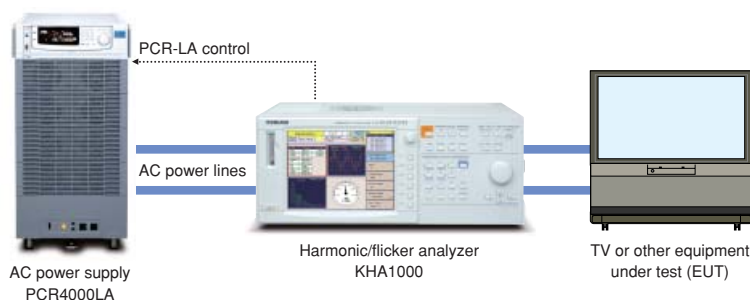 PCR-LA control
AC power lines
Harmonic/flicker analyzer
KHA1000
TV or other equipment
under test (EUT)
AC power supply
PCR4000LA